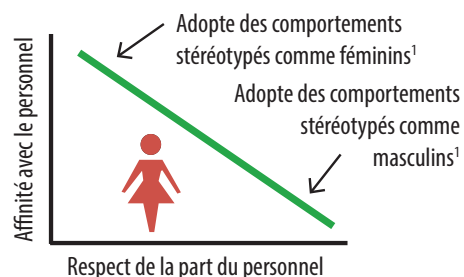 Adopte des comportements
stéréotypés comme féminins¹
Adopte des comportements
stéréotypés comme
masculins¹
Affinité avec le personnel
Respect de la part du personnel